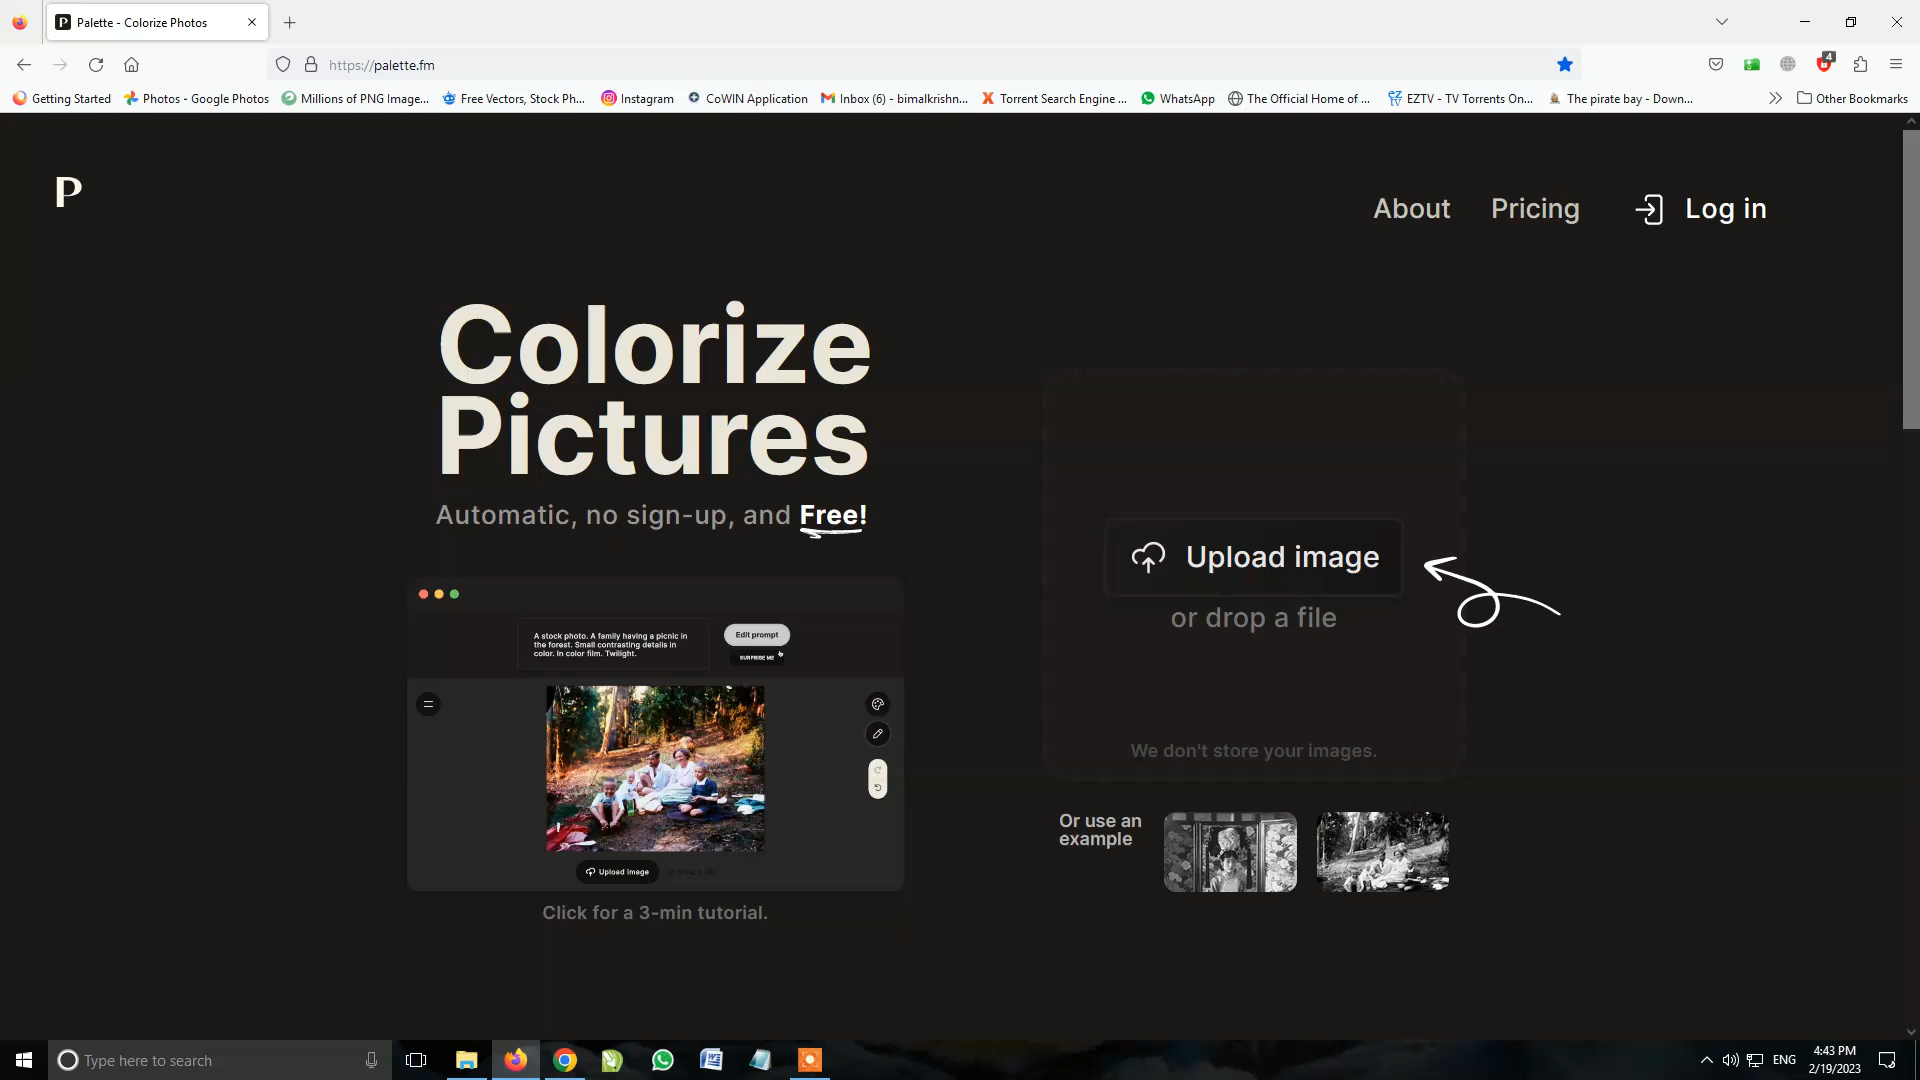 Palette - Colorize Photos
https://palette.fm
4
Getting Started
Photos - Google Photos
Millions of PNG Image...
Free Vectors, Stock Ph...
Instagram
CoWIN Application
Inbox (6) - bimalkrishn...
Torrent Search Engine ...
WhatsApp
The Official Home of ...
EZTV - TV Torrents On...
The pirate bay - Down...
Other Bookmarks
P
About
Pricing
Log in
Colorize
Pictures
Automatic, no sign-up, and Free!
A stock photo. A family having a picnic in
the forest. Small contrasting details in
color. In color film. Twilight.
Edit prompt
SURPRISE ME
Upload image
or drop a file
Click for a 3-min tutorial.
Upload image
or drop a file
We don't store your images.
Or use an
example
Type here to search
ENG
4:43 PM
2/19/2023